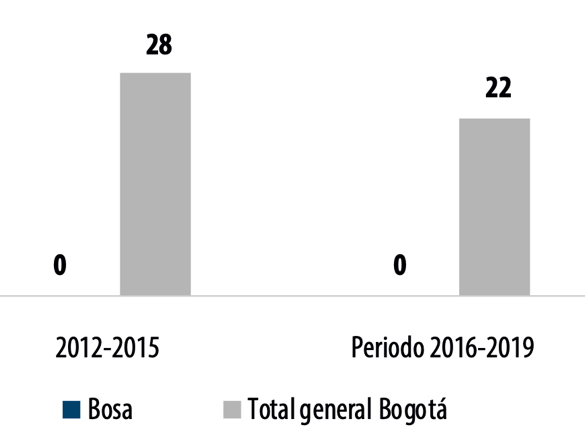 28
22
0
0
2012-2015
Periodo 2016-2019
Bosa
Total general Bogotá